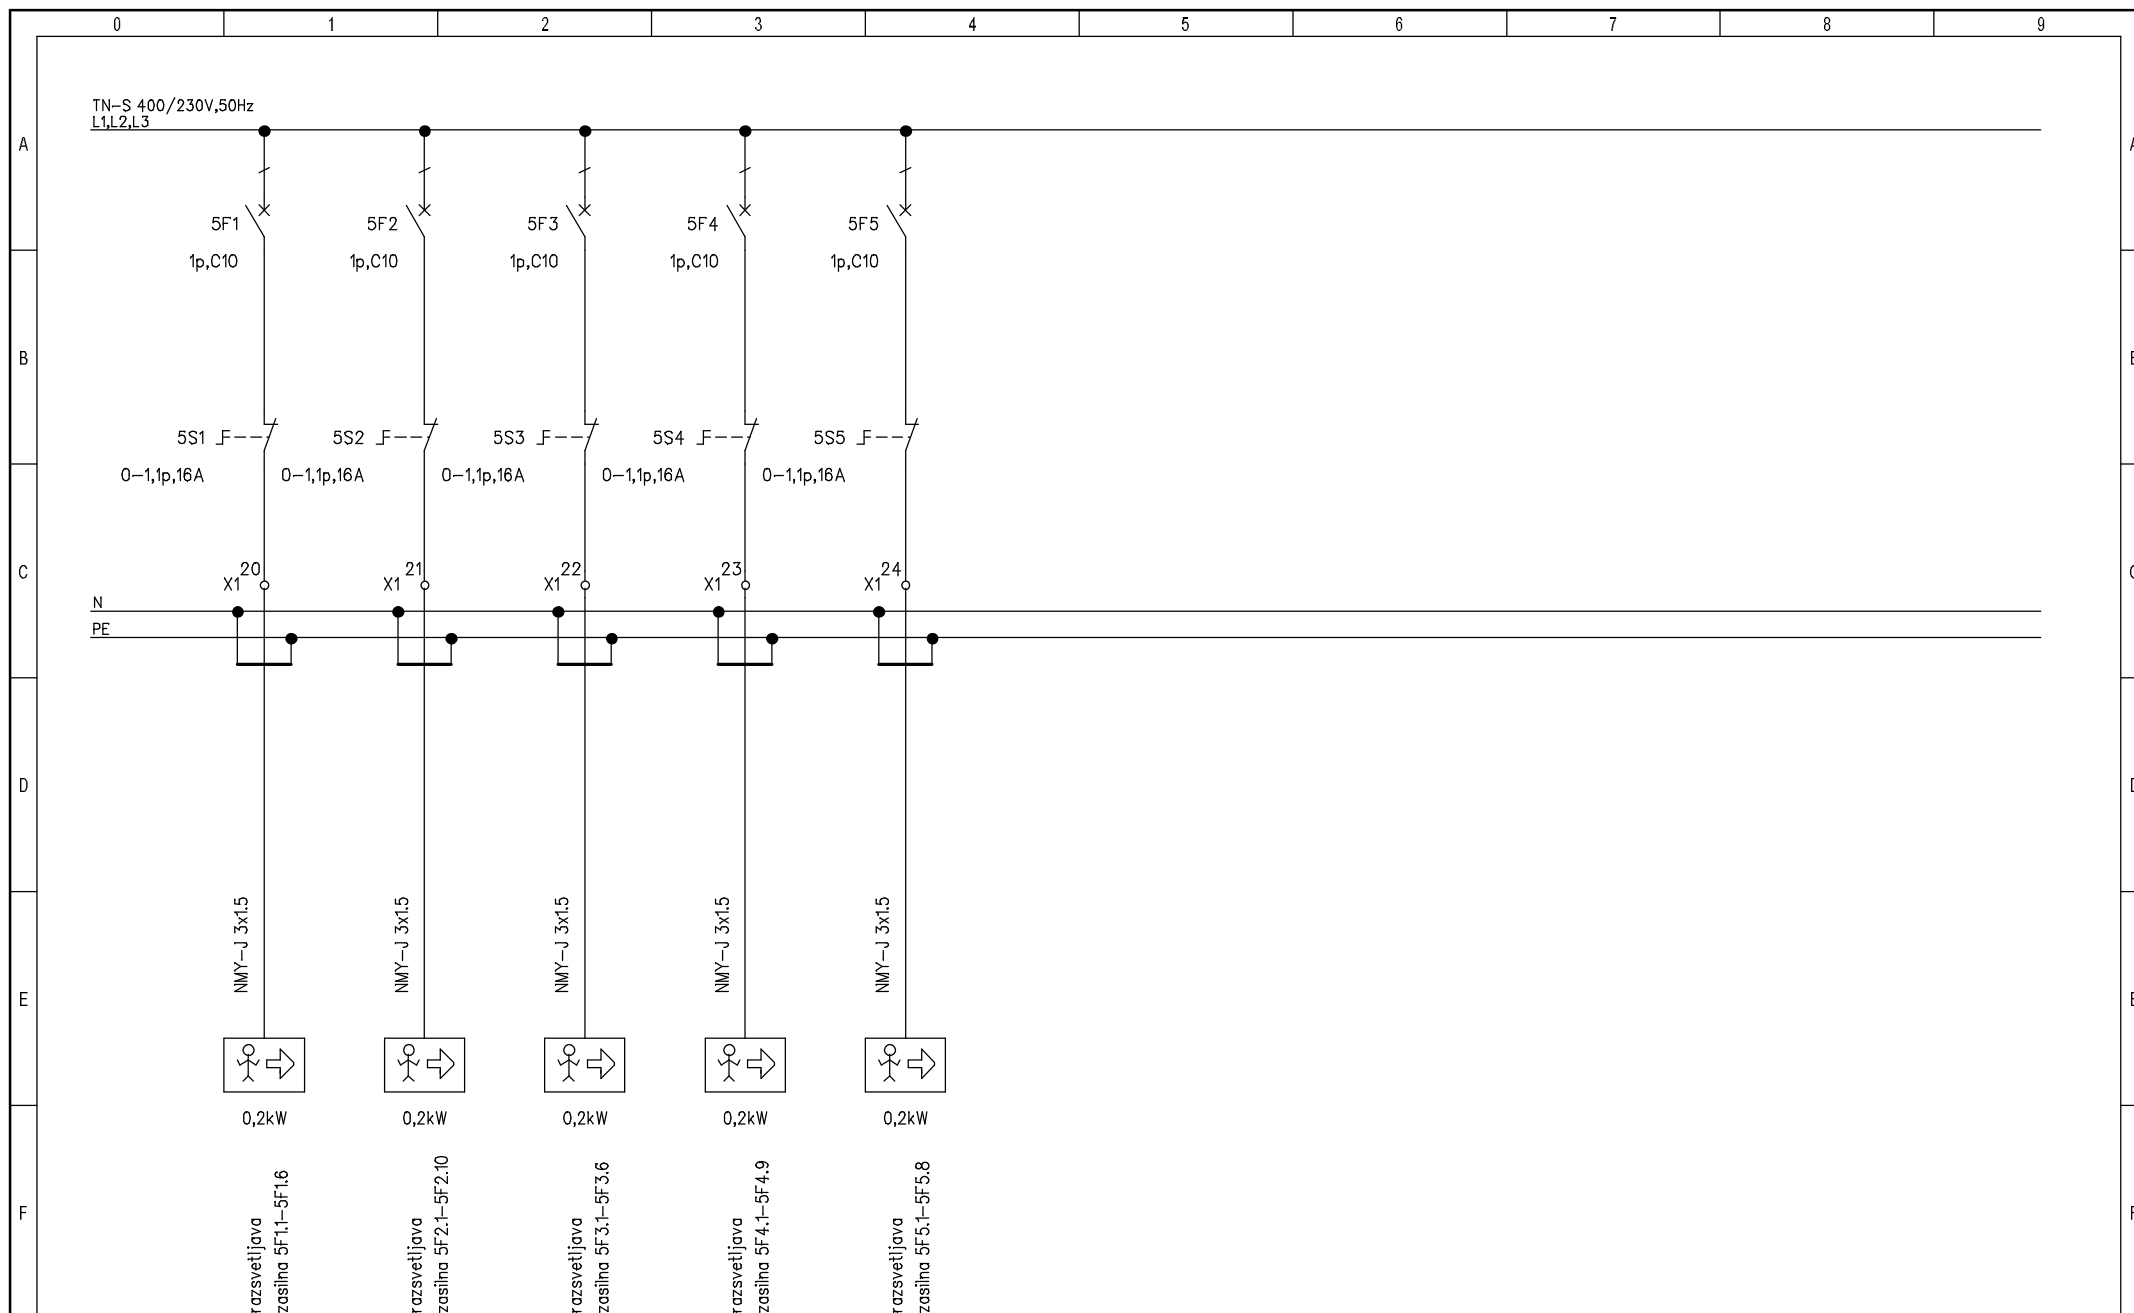 0 1 2 3 4 5 6 7 8 9
TN-S 400/230V,50Hz
L1,L2,L3
A A
5F1 5F2 5F3 5F4 5F5
1p,C10 1p,C10 1p,C10 1p,C10 1p,C10
B
5S1 5S2 5S3 5S4 5S5
0-1,1p,16A 0-1,1p,16A 0-1,1p,16A 0-1,1p,16A 0-1,1p,16A
C
20 21 22 23 24
X1 X1 X1 X1 X1
N
PE
D
NMY-J 3x1.5 NMY-J 3x1.5 NMY-J 3x1.5 NMY-J 3x1.5 NMY-J 3x1.5
E
0,2kW 0,2kW 0,2kW 0,2kW 0,2kW
F
razsvetljava
zasilna 5F1.1-5F1.6
razsvetljava
zasilna 5F2.1-5F2.10
razsvetljava
zasilna 5F3.1-5F3.6
razsvetljava
zasilna 5F4.1-5F4.9
razsvetljava
zasilna 5F5.1-5F5.8